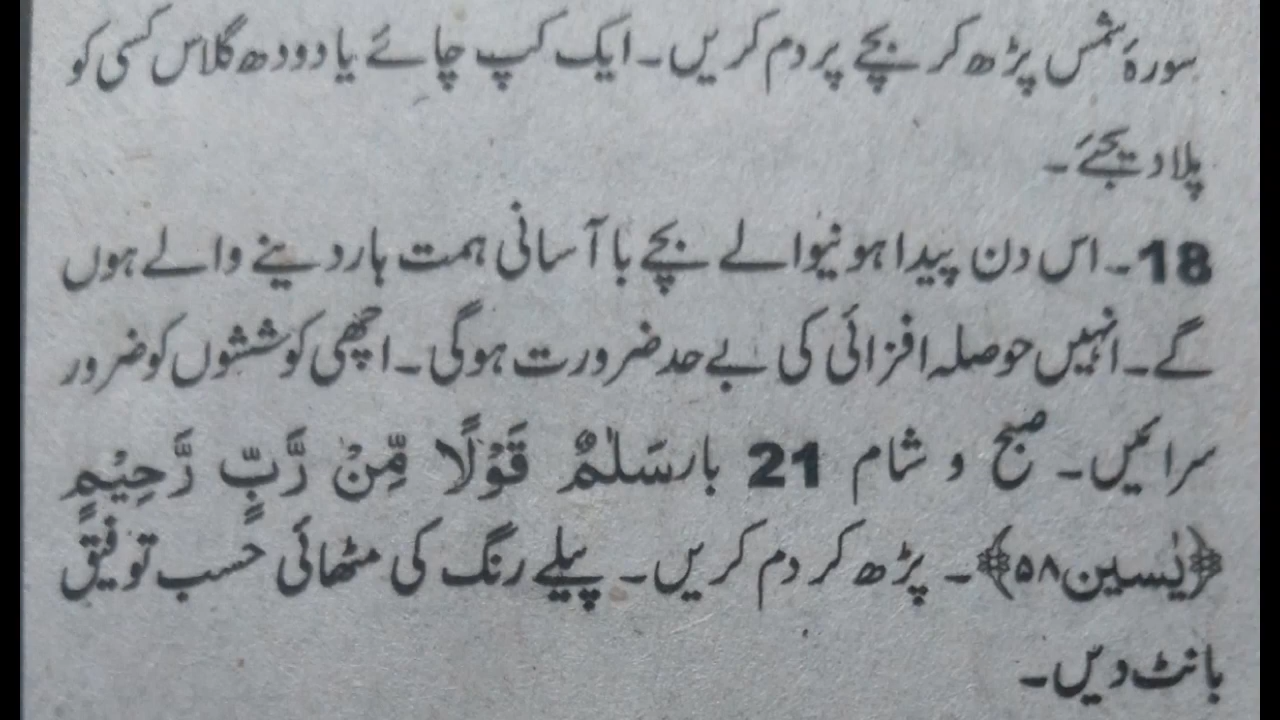 سورۂ شمس پڑھ کر بچے پر دم کریں۔ ایک کپ چائے یا دودھ گلاس کسی کو
پلا دیجئے۔
18۔ اس دن پیدا ہونیوالے بچے باآسانی ہمت ہار دینے والے ہوں
گے۔ انہیں حوصلہ افزائی کی بے حد ضرورت ہوگی۔ اچھی کوششوں کو ضرور
سرائیں۔ صبح و شام 21 بار سَلٰمٌ قَوْلًا مِّنْ رَّبٍّ رَّحِیْمٍ
﴿یٰسین ۵۸﴾۔ پڑھ کر دم کریں۔ پیلے رنگ کی مٹھائی حسب توفیق
بانٹ دیں۔